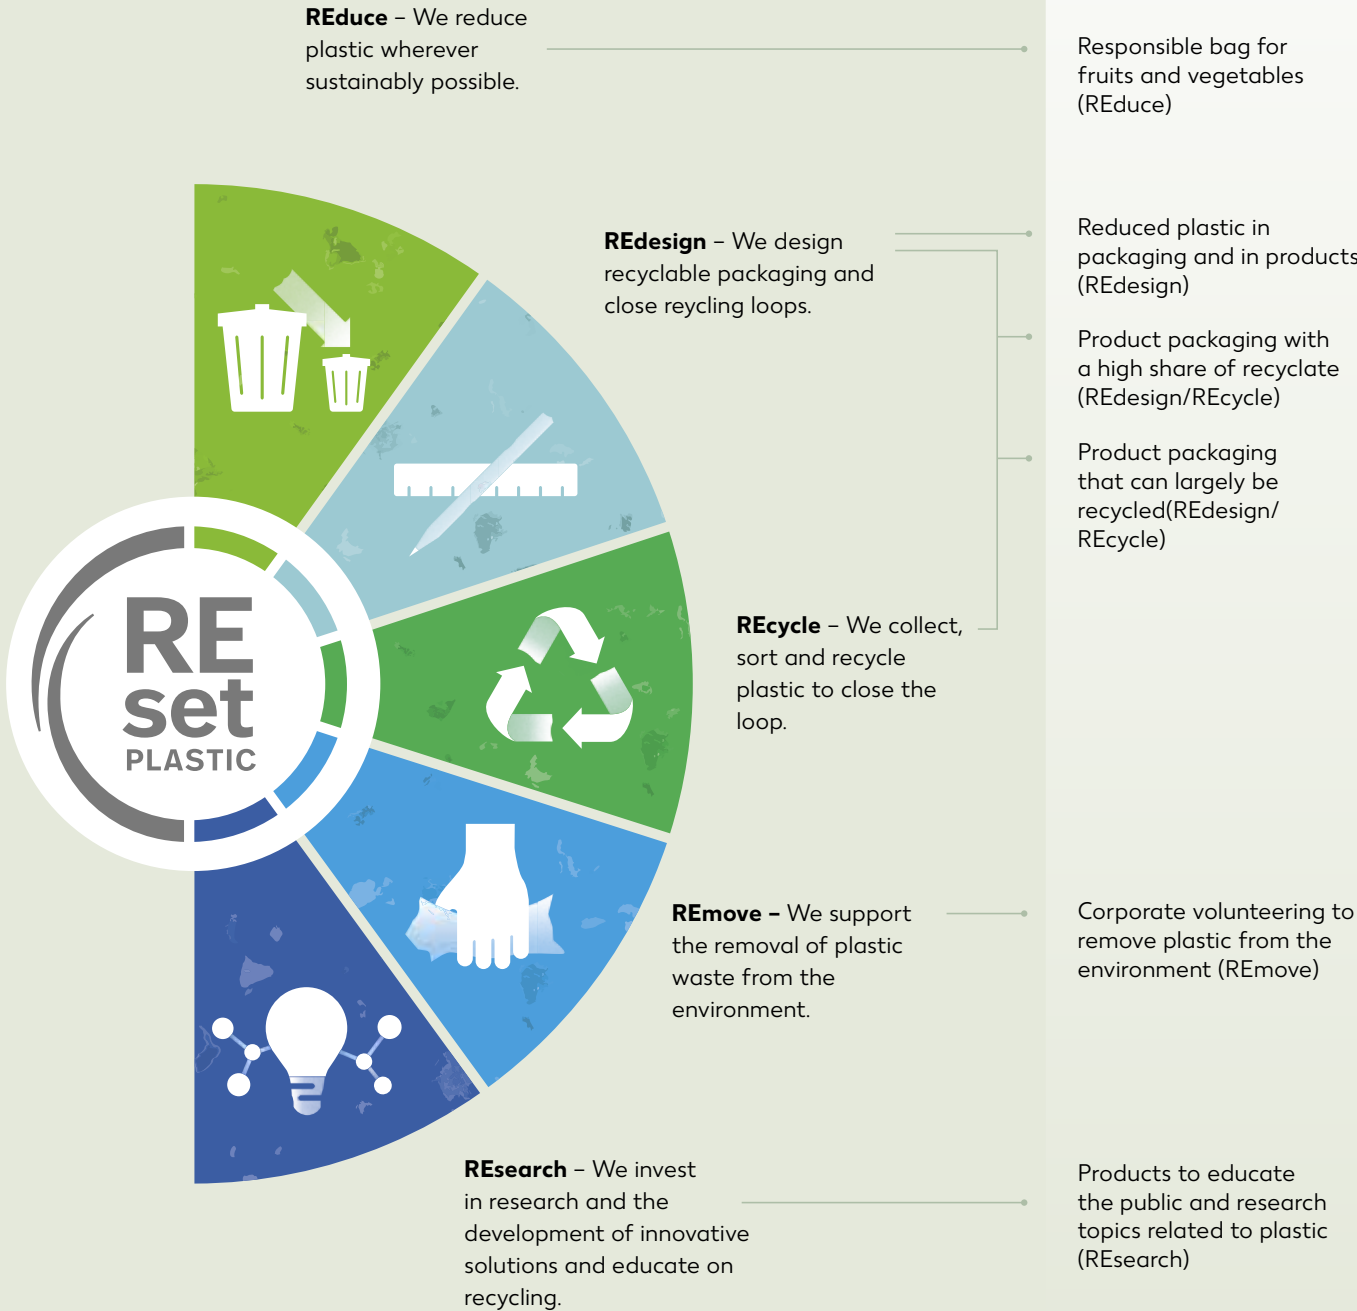 REduce – We reduce
plastic wherever
sustainably possible.
Responsible bag for
fruits and vegetables
(REduce)
REdesign – We design
recyclable packaging and
close reycling loops.
Reduced plastic in
packaging and in products
(REdesign)
Product packaging with
a high share of recyclate
(REdesign/REcycle)
Product packaging
that can largely be
recycled(REdesign/
REcycle)
RE
set
PLASTIC
REcycle – We collect,
sort and recycle
plastic to close the
loop.
REmove – We support
the removal of plastic
waste from the
environment.
Corporate volunteering to
remove plastic from the
environment (REmove)
REsearch – We invest
in research and the
development of innovative
solutions and educate on
recycling.
Products to educate
the public and research
topics related to plastic
(REsearch)